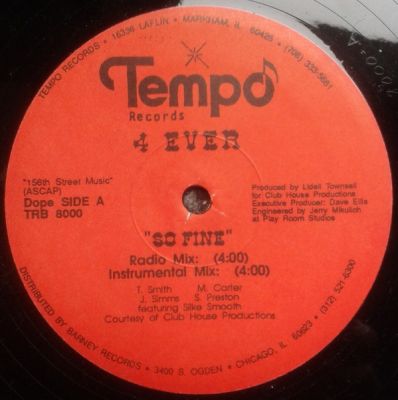 TEMPO RECORDS • 16336 LAFLIN • MARKHAM, IL 60426 • (708) 333-5681
Tempo
Records
4 EVER
"156th Street Music"
(ASCAP)
Dope SIDE A
TRB 8000
Produced by Lidell Townsell
for Club House Productions
Executive Producer: Dave Ellis
Engineered by Jerry Mikulich
at Play Room Studios
"SO FINE"
Radio Mix: (4:00)
Instrumental Mix: (4:00)
T. Smith M. Carter
J. Simms S. Preston
featuring Silke Smooth
Courtesy of Club House Productions
DISTRIBUTED BY BARNEY RECORDS • 3400 S. OGDEN • CHICAGO, IL 60623 • (312) 521-6300